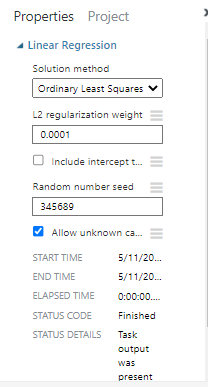 Properties Project
Linear Regression
Solution method
Ordinary Least Squares
L2 regularization weight
0.0001
Include intercept t...
Random number seed
345689
Allow unknown ca...
START TIME 5/11/20...
END TIME 5/11/20...
ELAPSED TIME 0:00:00....
STATUS CODE Finished
STATUS DETAILS Task
output
was
present